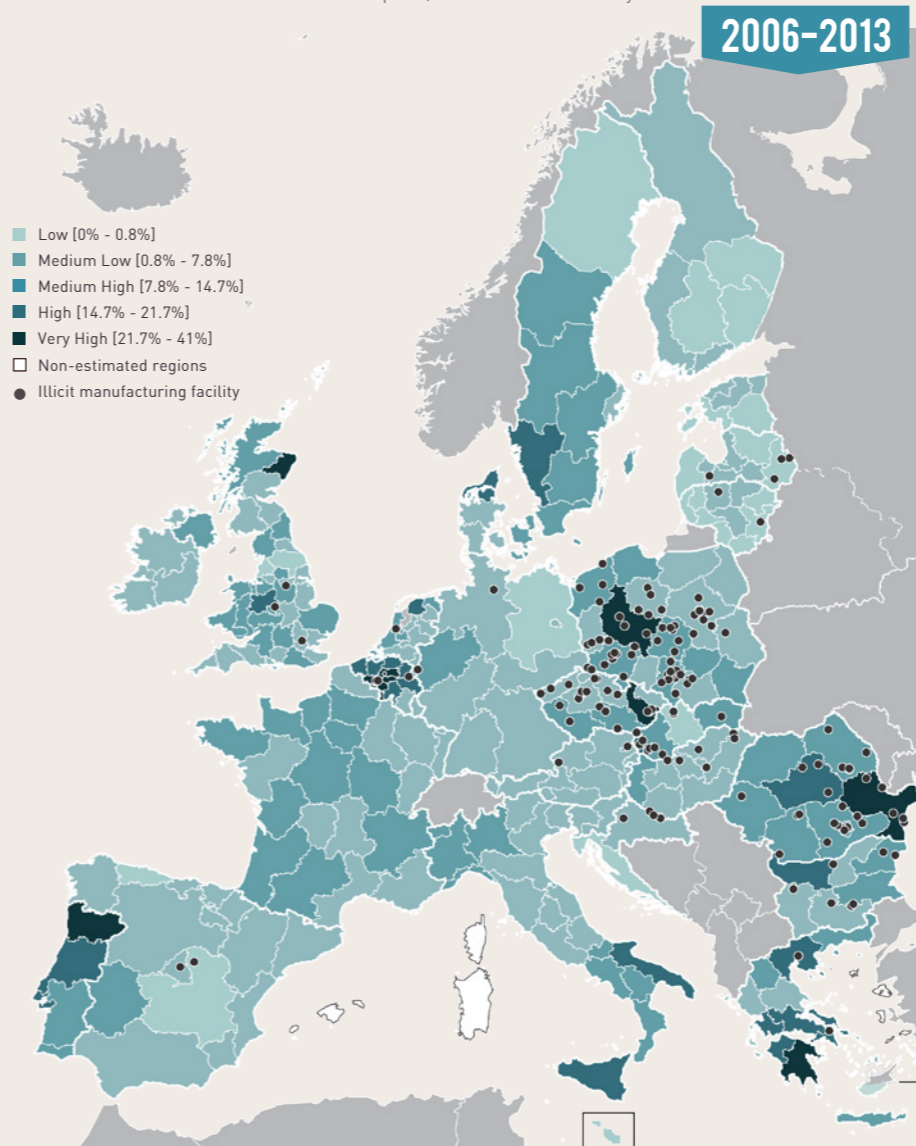 2006-2013
Low [0% - 0.8%]
Medium Low [0.8% - 7.8%]
Medium High [7.8% - 14.7%]
High [14.7% - 21.7%]
Very High [21.7% - 41%]
Non-estimated regions
Illicit manufacturing facility